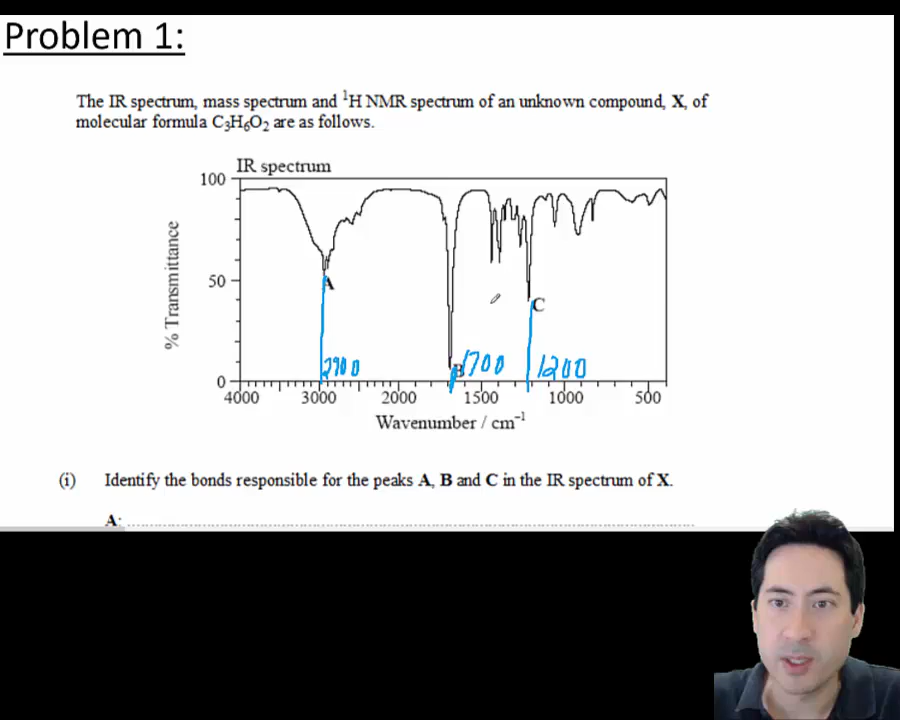 Problem 1:
The IR spectrum, mass spectrum and ¹H NMR spectrum of an unknown compound, X, of
molecular formula C₃H₆O₂ are as follows.
IR spectrum
100
50
0
% Transmittance
A
B
C
2900
1700
1200
4000 3000 2000 1500 1000 500
Wavenumber / cm⁻¹
(i) Identify the bonds responsible for the peaks A, B and C in the IR spectrum of X.
A: ................................................................